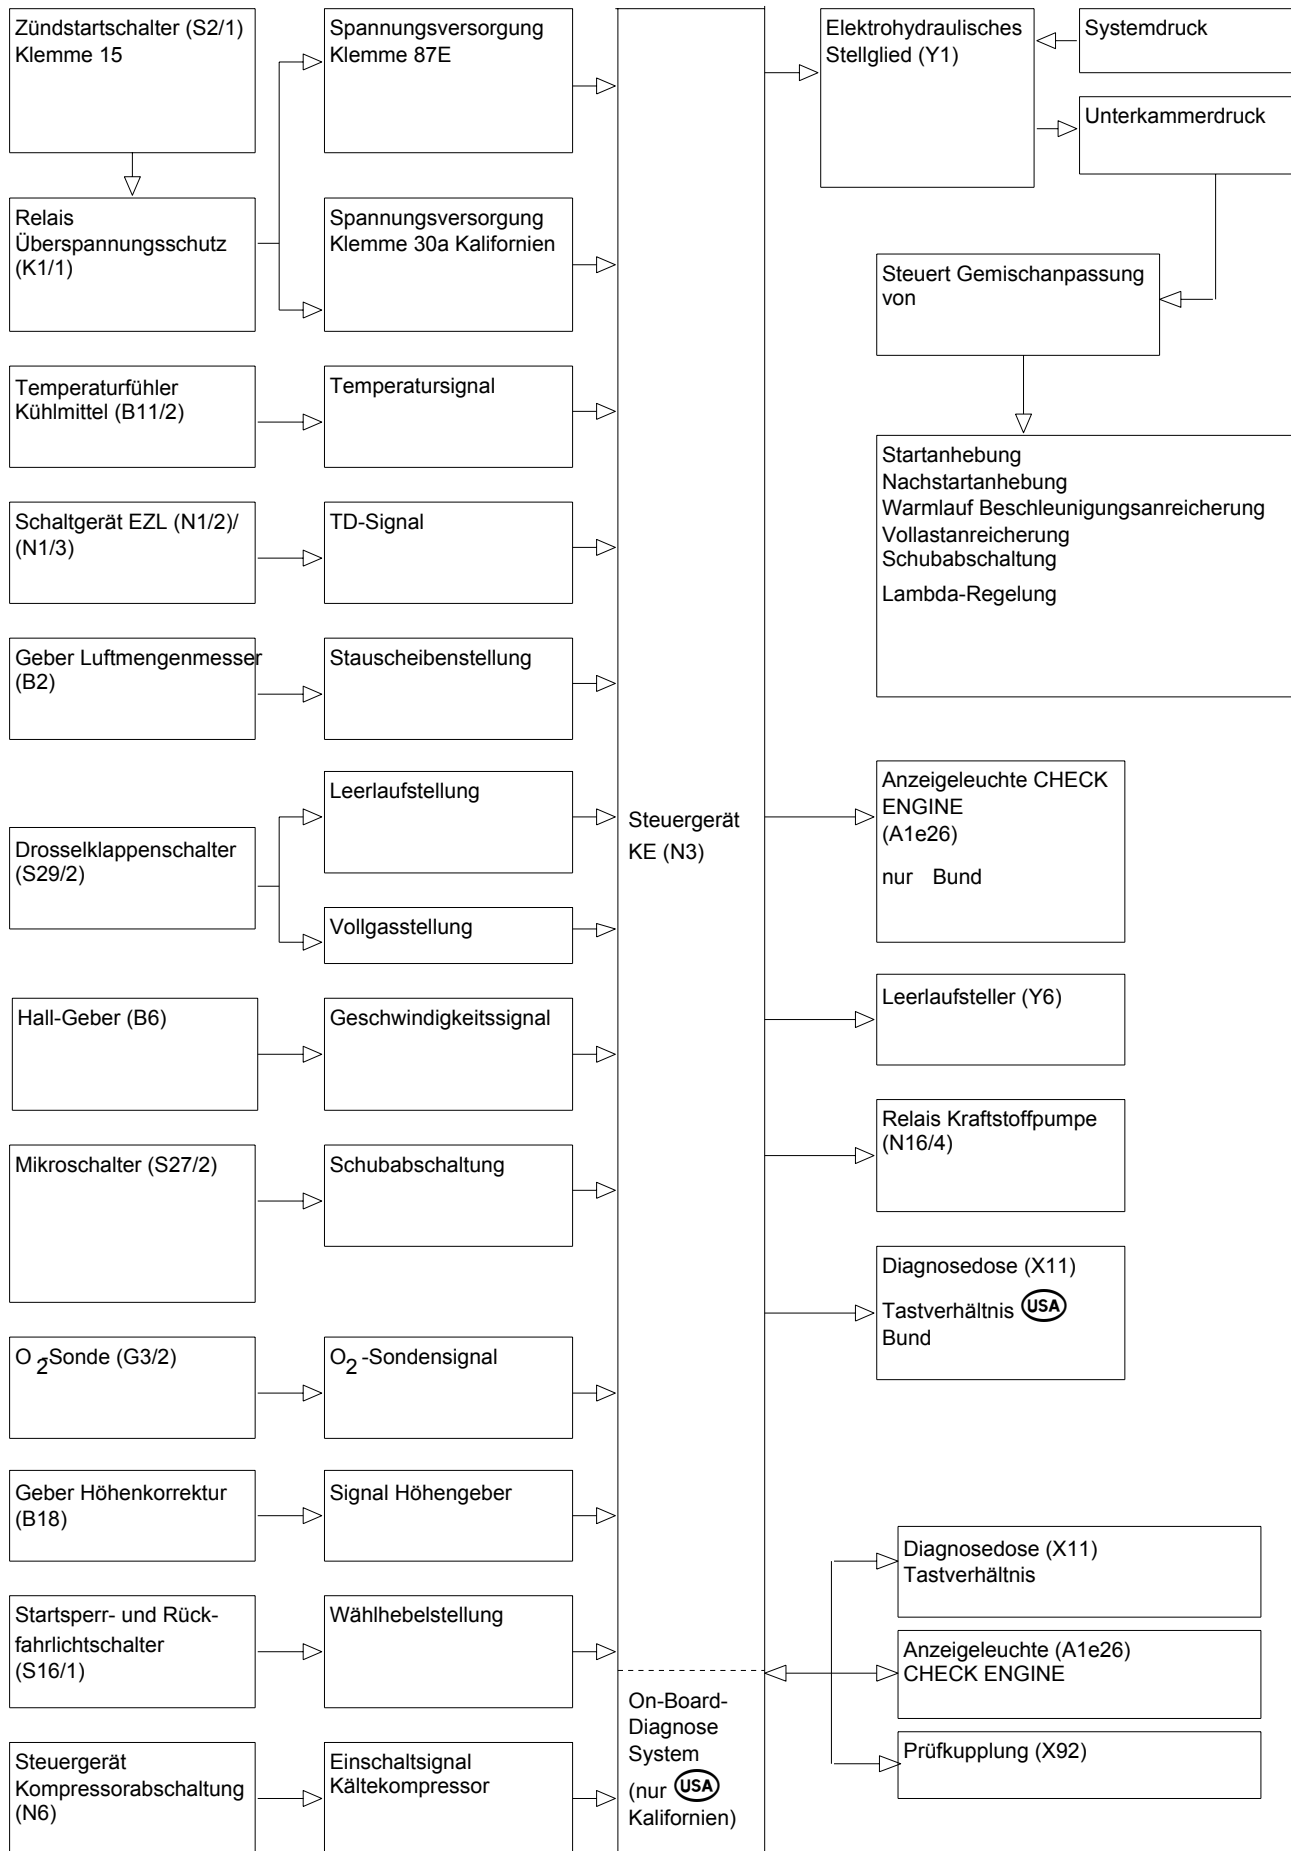 Zündstartschalter (S2/1)
Klemme 15
Spannungsversorgung
Klemme 87E
Relais
Überspannungsschutz
(K1/1)
Spannungsversorgung
Klemme 30a Kalifornien
Temperaturfühler
Kühlmittel (B11/2)
Temperatursignal
Schaltgerät EZL (N1/2)/
(N1/3)
TD-Signal
Geber Luftmengenmesser
(B2)
Stauscheibenstellung
Drosselklappenschalter
(S29/2)
Leerlaufstellung
Vollgasstellung
Hall-Geber (B6)
Geschwindigkeitssignal
Mikroschalter (S27/2)
Schubabschaltung
O2-Sonde (G3/2)
O2-Sondensignal
Geber Höhenkorrektur
(B18)
Signal Höhengeber
Startsperr- und Rück-
fahrlichtschalter
(S16/1)
Wählhebelstellung
Steuergerät
Kompressorabschaltung
(N6)
Einschaltsignal
Kältekompressor
Steuergerät
KE (N3)
On-Board-
Diagnose
System
(nur USA
Kalifornien)
Elektrohydraulisches
Stellglied (Y1)
Systemdruck
Unterkammerdruck
Steuert Gemischanpassung
von
Startanhebung
Nachstartanhebung
Warmlauf Beschleunigungsanreicherung
Vollastanreicherung
Schubabschaltung
Lambda-Regelung
Anzeigeleuchte CHECK
ENGINE
(A1e26)
nur Bund
Leerlaufsteller (Y6)
Relais Kraftstoffpumpe
(N16/4)
Diagnosedose (X11)
Tastverhältnis USA
Bund
Diagnosedose (X11)
Tastverhältnis
Anzeigeleuchte (A1e26)
CHECK ENGINE
Prüfkupplung (X92)